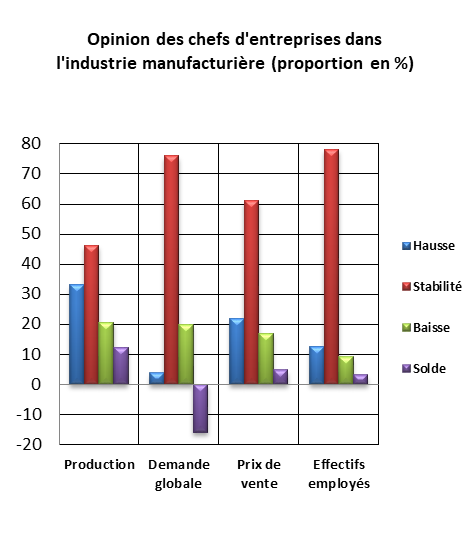 Opinion des chefs d'entreprises dans
l'industrie manufacturière (proportion en %)
80
70
60
50
40
30
20
10
0
-10
-20
Production
Demande
globale
Prix de
vente
Effectifs
employés
Hausse
Stabilité
Baisse
Solde